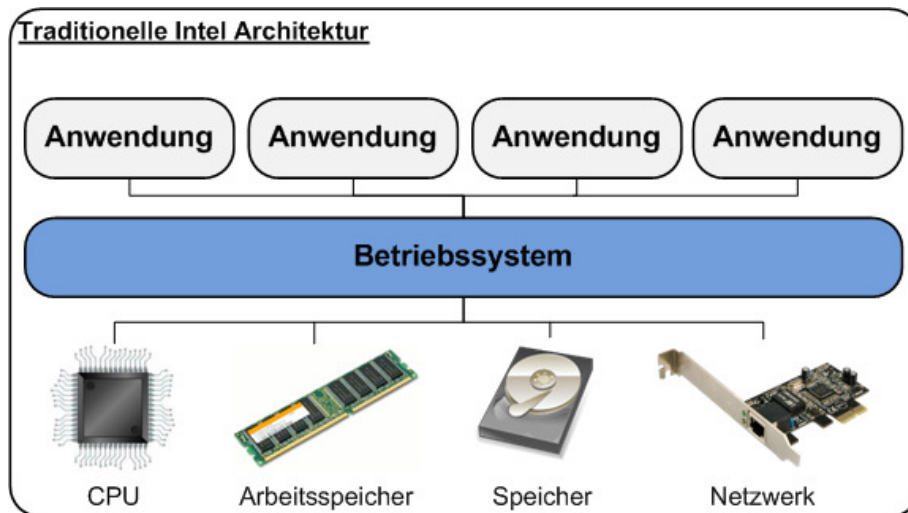 Traditionelle Intel Architektur
Anwendung Anwendung Anwendung Anwendung
Betriebssystem
CPU Arbeitsspeicher Speicher Netzwerk